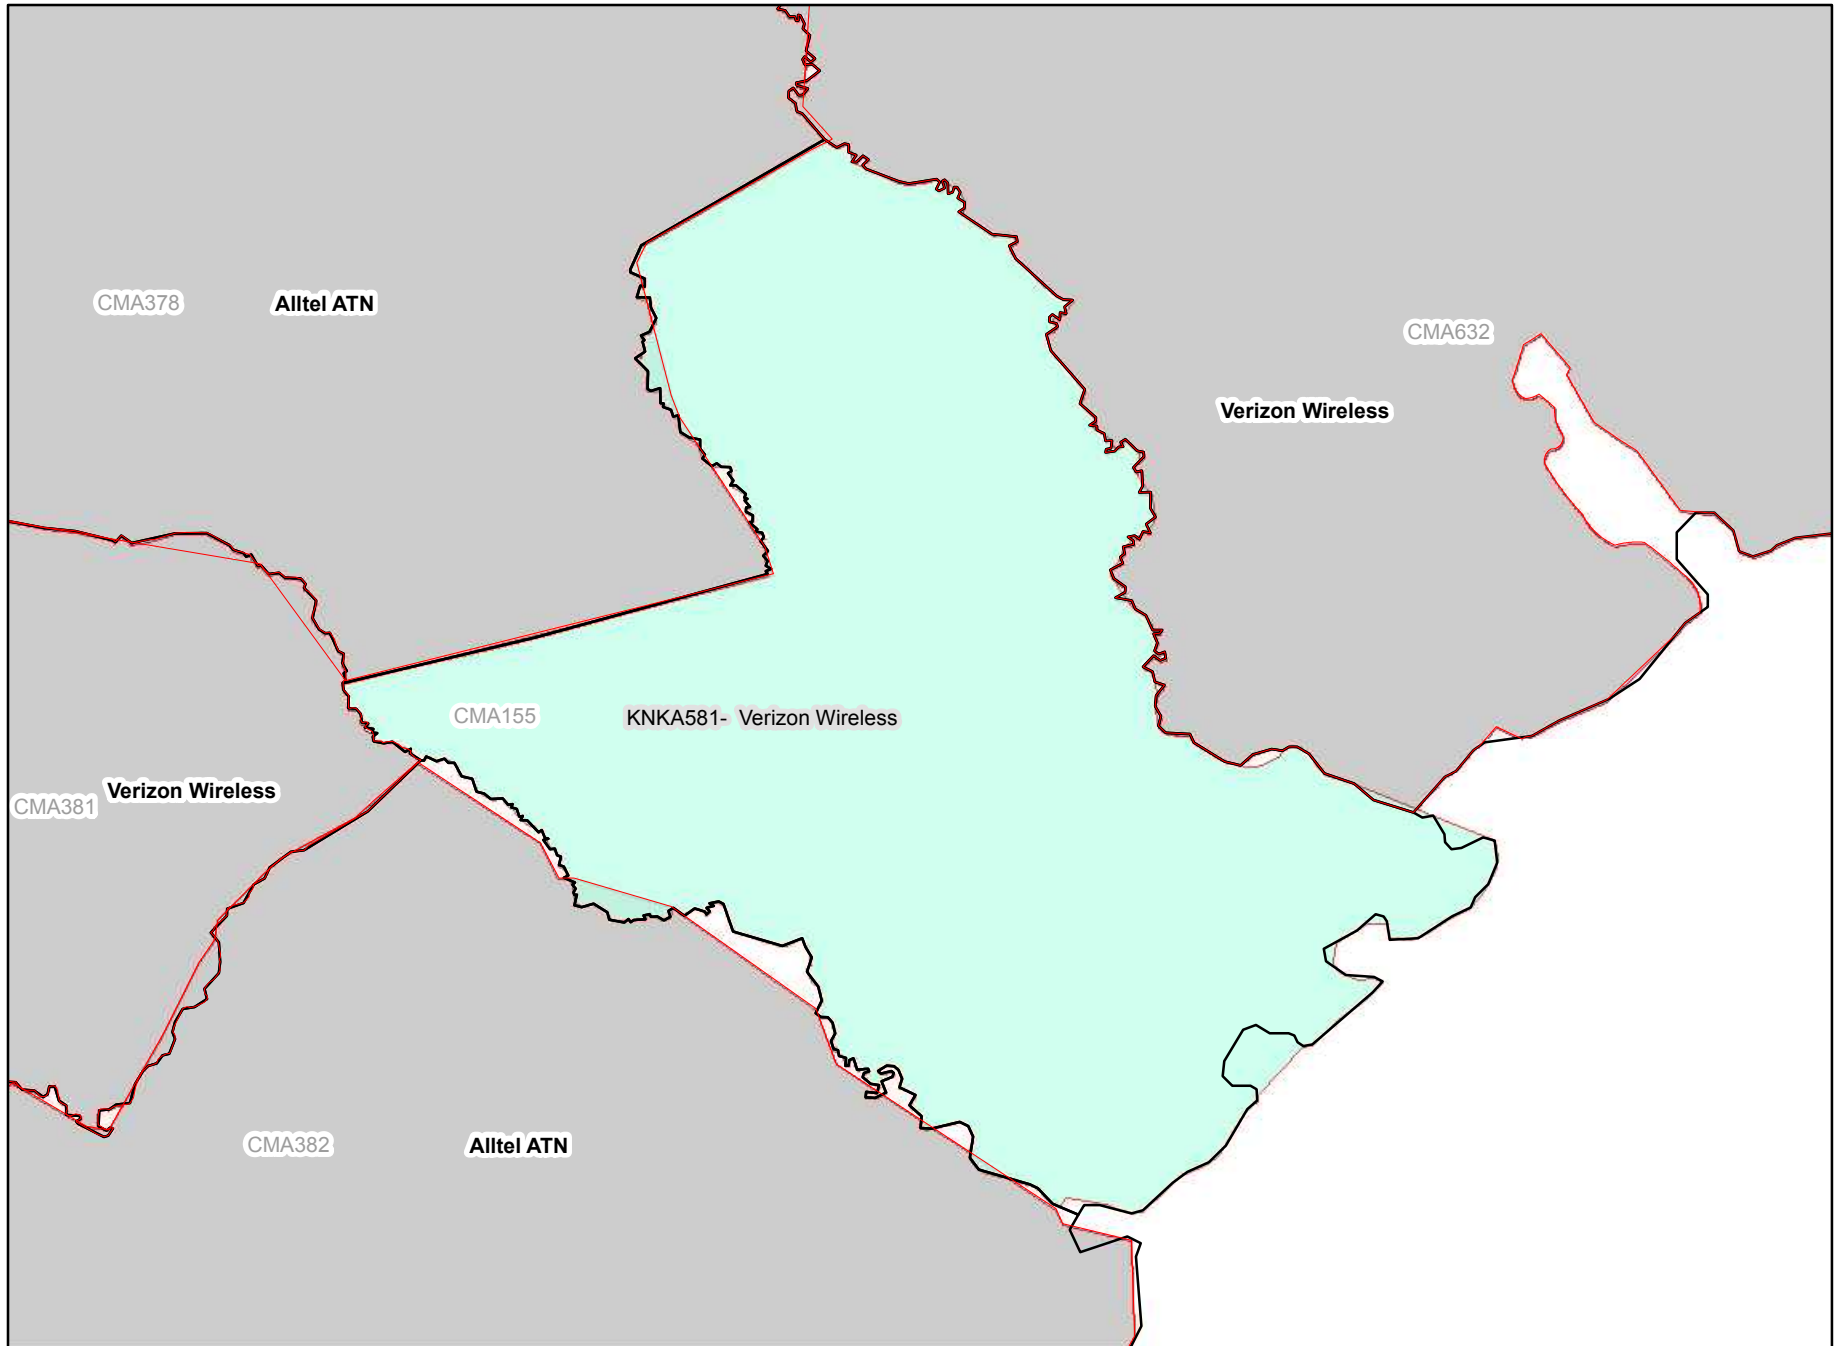 CMA378 Alltel ATN
CMA632
Verizon Wireless
CMA155 KNKA581- Verizon Wireless
Verizon Wireless
CMA381
CMA382 Alltel ATN